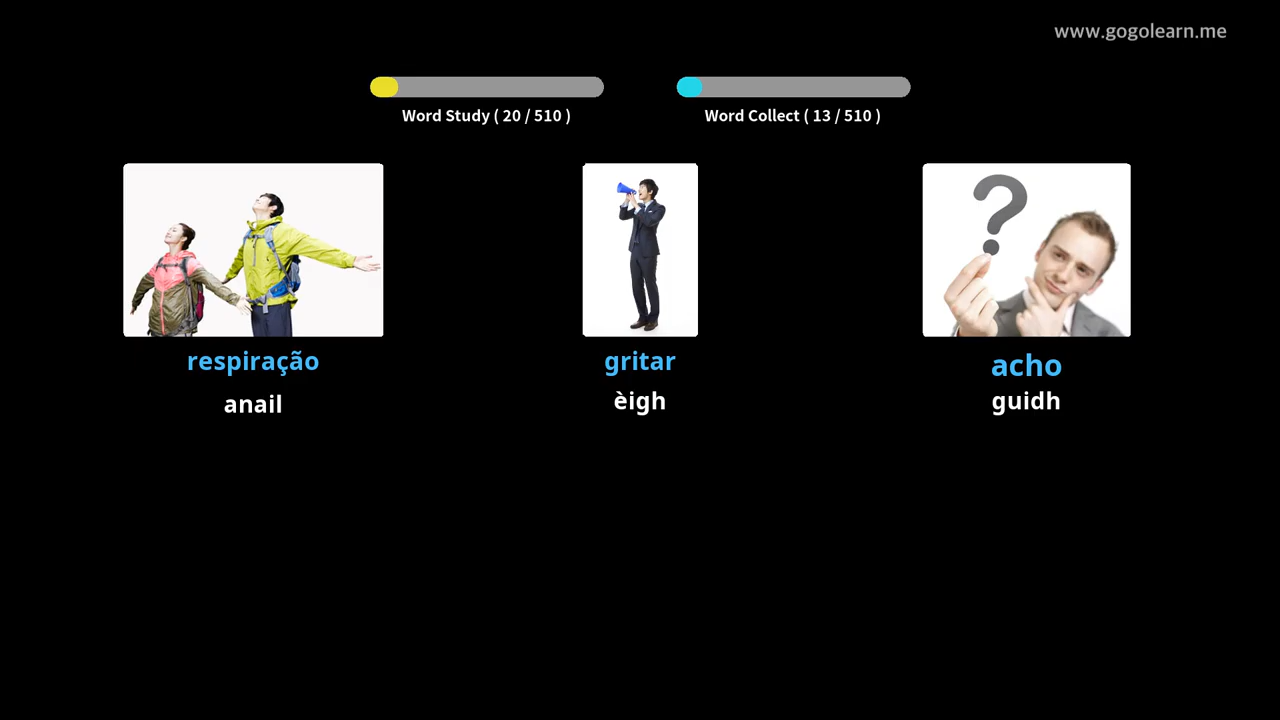 www.gogolearn.me
Word Study ( 20 / 510 )
Word Collect ( 13 / 510 )
respiração
gritar
acho
anail
èigh
guidh